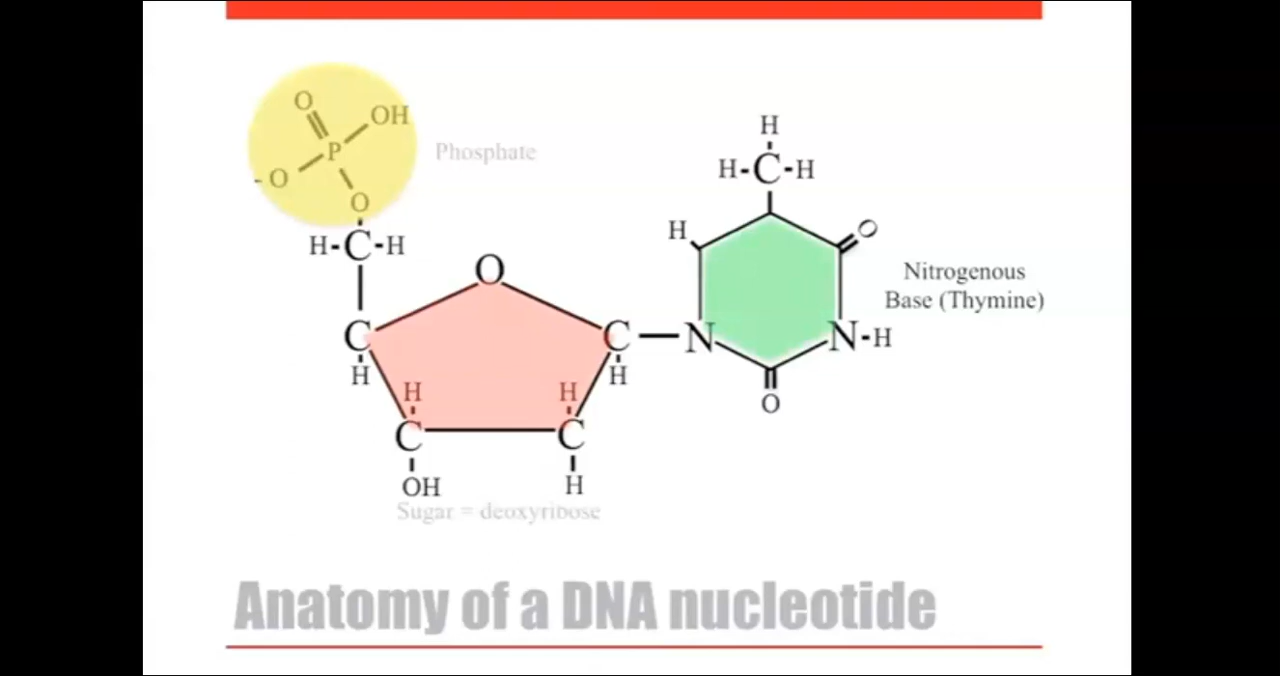 O
OH
P
- O
O
Phosphate
H-C-H
O
C
H
H
C
OH
H
C
H
Sugar = deoxyribose
C
H
N
H
H-C-H
H
O
N-H
O
Nitrogenous
Base (Thymine)
Anatomy of a DNA nucleotide